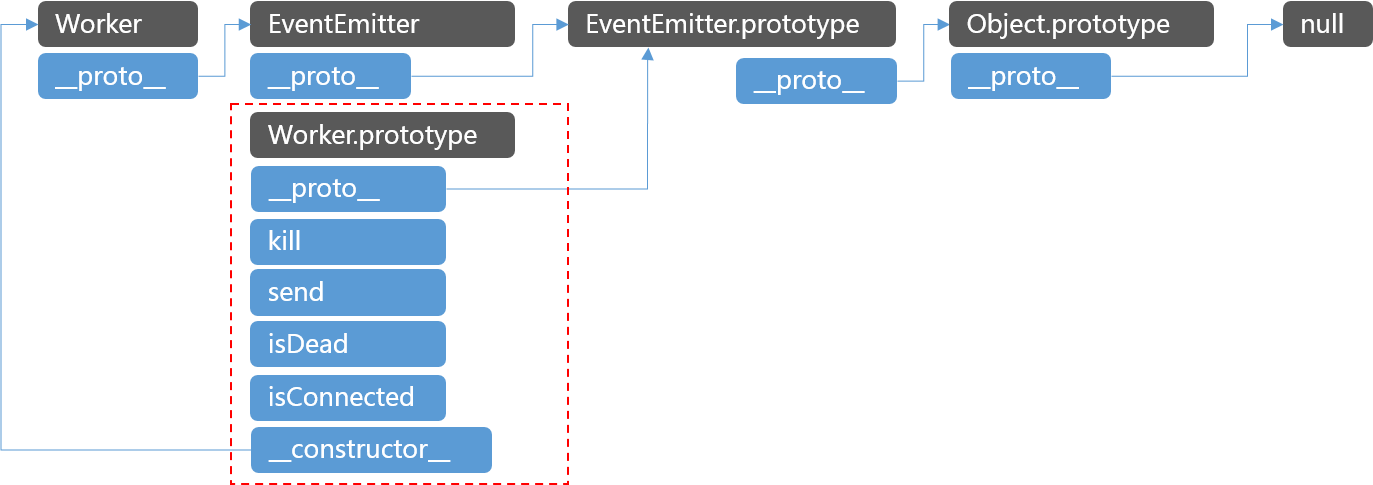 Worker
EventEmitter
EventEmitter.prototype
Object.prototype
null
__proto__
__proto__
__proto__
__proto__
Worker.prototype
__proto__
kill
send
isDead
isConnected
__constructor__